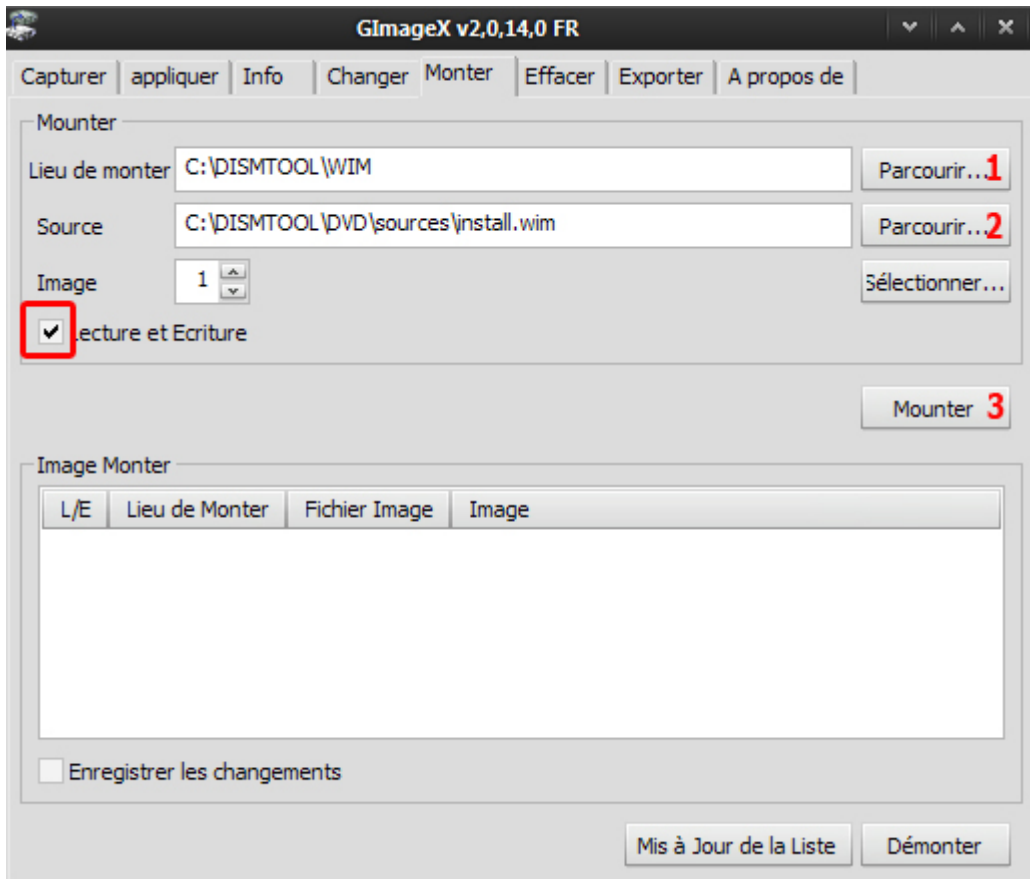 GImageX v2,0,14,0 FR
Capturer appliquer Info Changer Monter Effacer Exporter A propos de
Mounter
Lieu de monter C:\DISMTOOL\WIM Parcourir... 1
Source C:\DISMTOOL\DVD\sources\install.wim Parcourir... 2
Image 1 Sélectionner...
Lecture et Ecriture
Mounter 3
Image Monter
L/E Lieu de Monter Fichier Image Image
Enregistrer les changements
Mis à Jour de la Liste Démonter